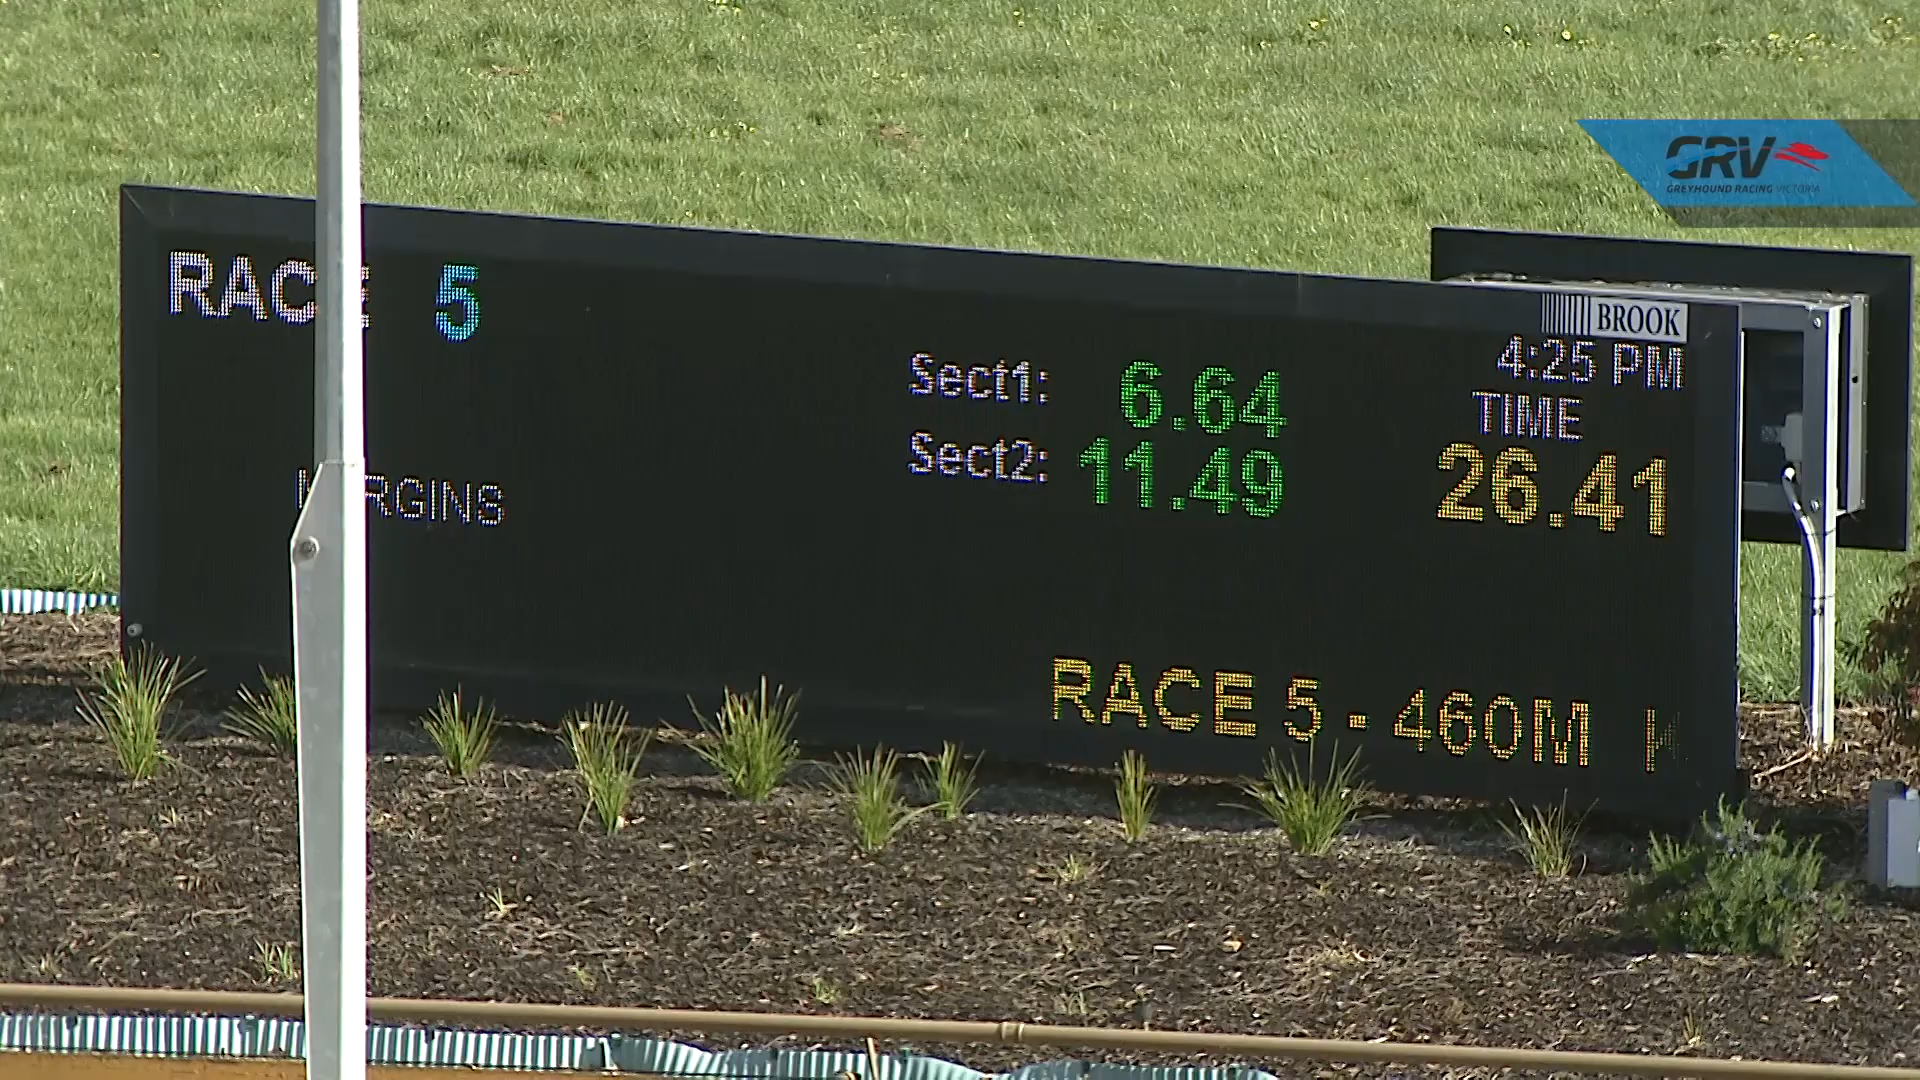 GRV
GREYHOUND RACING VICTORIA
BROOK
RACE 5
4:25 PM
Sect1: 6.64
TIME
Sect2: 11.49
26.41
MARGINS
RACE 5 - 460M